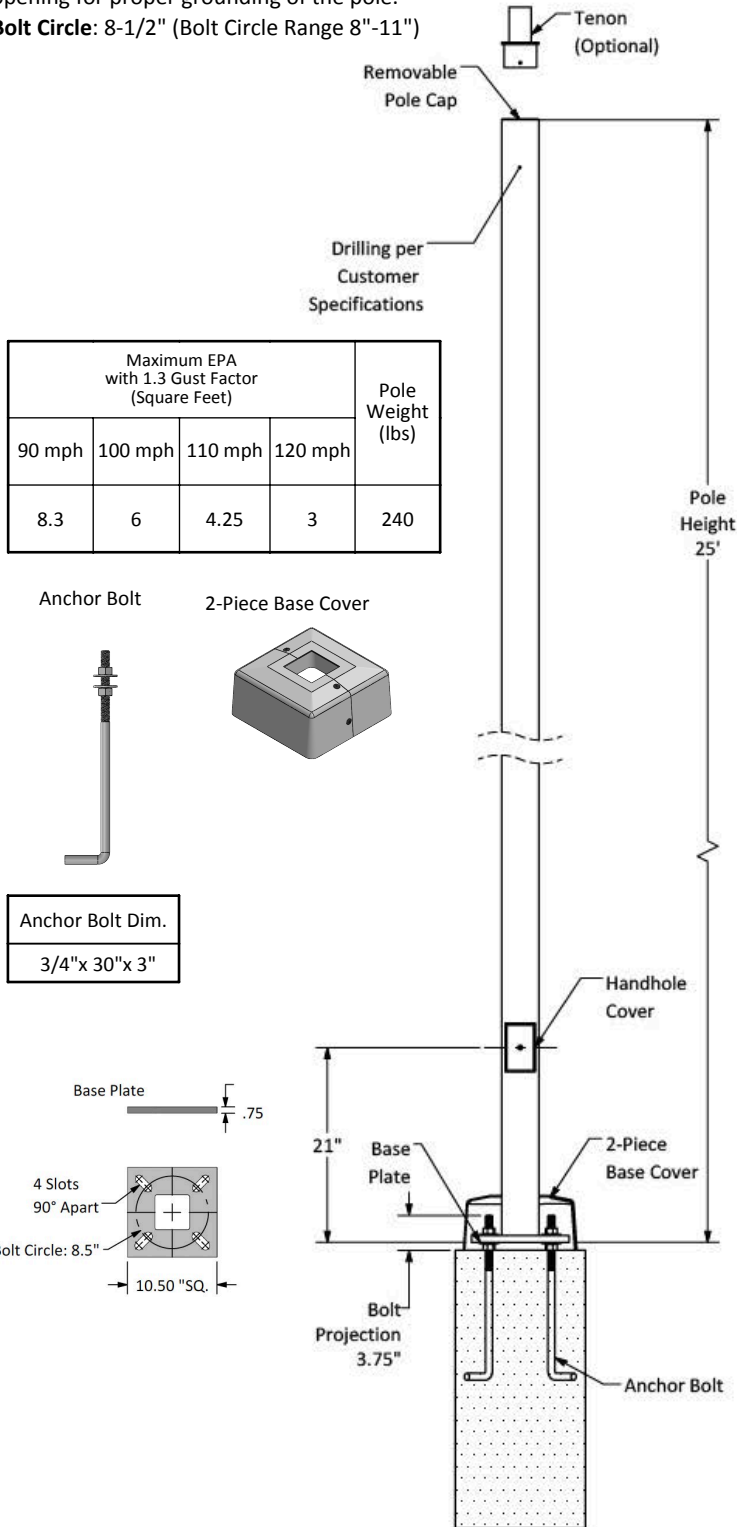 opening for proper grounding of the pole.
Bolt Circle: 8-1/2" (Bolt Circle Range 8"-11")
Tenon
(Optional)
Removable
Pole Cap
Drilling per
Customer
Specifications
Maximum EPA
with 1.3 Gust Factor
(Square Feet)
Pole
Weight
(lbs)
90 mph 100 mph 110 mph 120 mph
8.3 6 4.25 3 240
Pole
Height
25'
Anchor Bolt
2-Piece Base Cover
Anchor Bolt Dim.
3/4"x 30"x 3"
Handhole
Cover
Base Plate
.75
21"
Base
Plate
2-Piece
Base Cover
4 Slots
90° Apart
Bolt Circle: 8.5"
10.50 "SQ.
Bolt
Projection
3.75"
Anchor Bolt